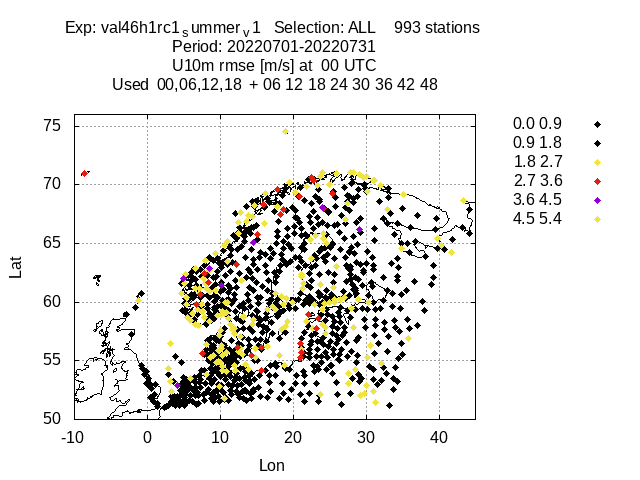 Exp: val46h1rc1summerv1 Selection: ALL 993 stations
Period: 20220701-20220731
U10m rmse [m/s] at 00 UTC
Used 00,06,12,18 + 06 12 18 24 30 36 42 48
75
70
65
60
55
50
Lat
-10 0 10 20 30 40
Lon
0.0 0.9
0.9 1.8
1.8 2.7
2.7 3.6
3.6 4.5
4.5 5.4